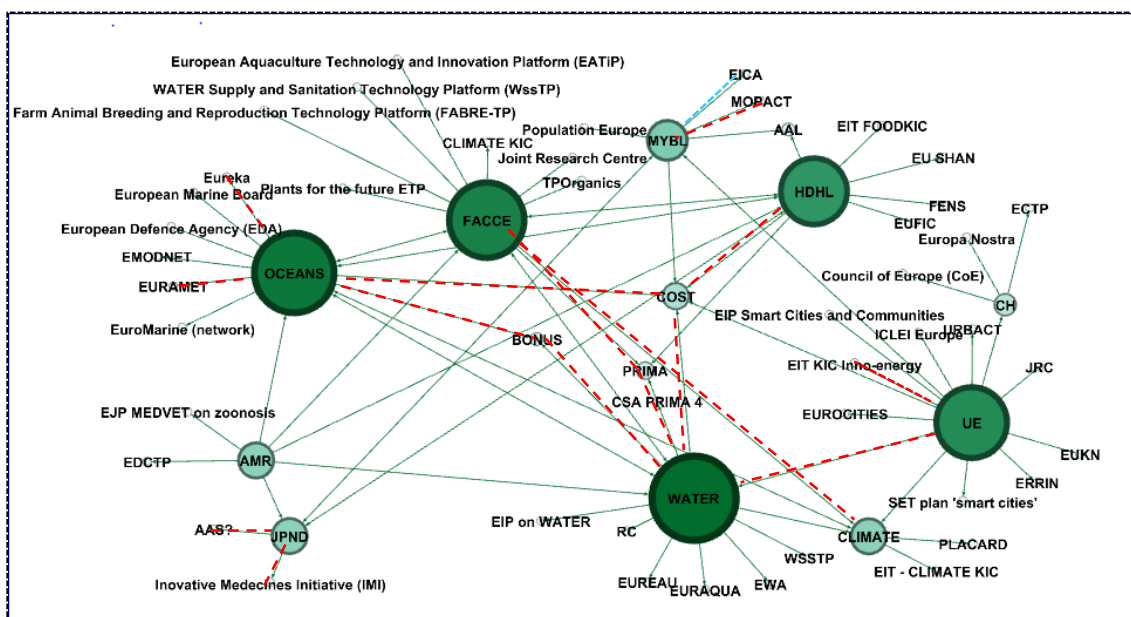 European Aquaculture Technology and Innovation Platform (EATiP)
FICA
WATER Supply and Sanitation Technology Platform (WssTP)
MOPACT
Farm Animal Breeding and Reproduction Technology Platform (FABRE-TP)
Population Europe
AAL
EIT FOODKIC
CLIMATE KIC
MYBL
Joint Research Centre
EU SHAN
Eureka
TPOrganics
European Marine Board
Plants for the future ETP
HDHL
FENS
ECTP
FACCE
EUFIC
European Defence Agency (EDA)
Europa Nostra
EMODNET
OCEANS
Council of Europe (CoE)
EURAMET
COST
CH
EIP Smart Cities and Communities
EuroMarine (network)
ICLEI Europe
URBACT
BONUS
EIT KIC Inno-energy
JRC
PRIMA
EJP MEDVET on zoonosis
CSA PRIMA 4
EUROCITIES
UE
EUKN
EDCTP
AMR
ERRIN
WATER
SET plan 'smart cities'
EIP on WATER
AAS?
JPND
RC
CLIMATE
PLACARD
WSSTP
EIT - CLIMATE KIC
Inovative Medecines Initiative (IMI)
EUREAU
EURAQUA
EWA